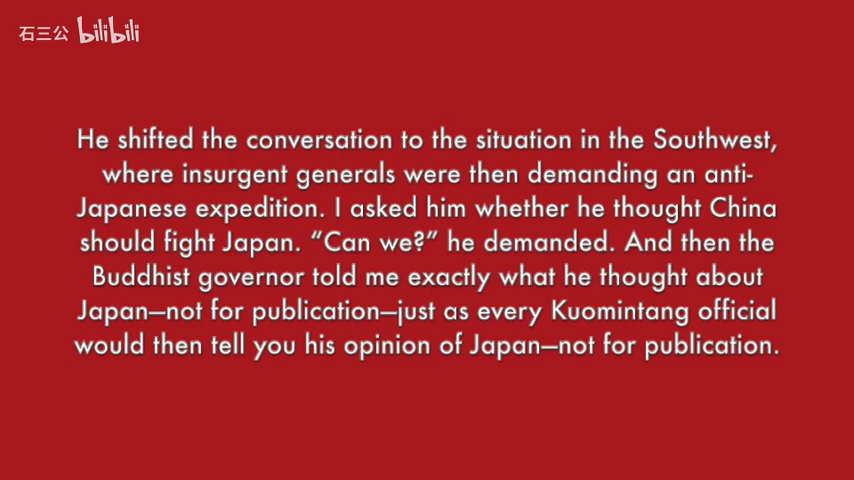 石三公 bilibili
He shifted the conversation to the situation in the Southwest,
where insurgent generals were then demanding an anti-
Japanese expedition. I asked him whether he thought China
should fight Japan. “Can we?” he demanded. And then the
Buddhist governor told me exactly what he thought about
Japan—not for publication—just as every Kuomintang official
would then tell you his opinion of Japan—not for publication.